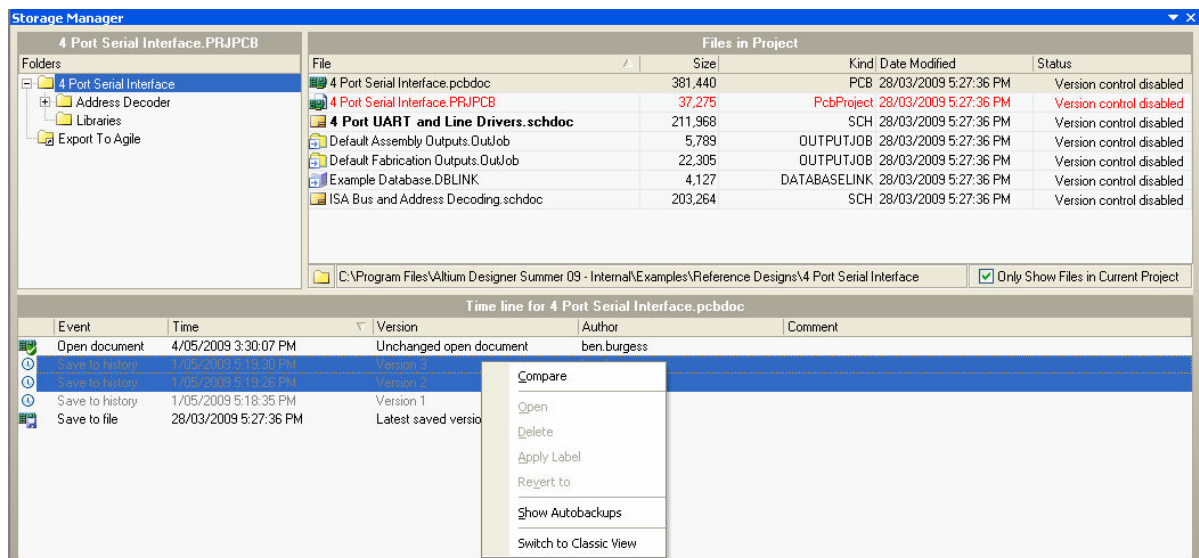 Storage Manager
4 Port Serial Interface.PRJPCB
Files in Project
Folders
4 Port Serial Interface
Address Decoder
Libraries
Export To Agile
File Size Kind Date Modified Status
4 Port Serial Interface.pcbdoc 381,440 PCB 28/03/2009 5:27:36 PM Version control disabled
4 Port Serial Interface.PRJPCB 37,275 PcbProject 28/03/2009 5:27:36 PM Version control disabled
4 Port UART and Line Drivers.schdoc 211,968 SCH 28/03/2009 5:27:36 PM Version control disabled
Default Assembly Outputs.OutJob 5,789 OUTPUTJOB 28/03/2009 5:27:36 PM Version control disabled
Default Fabrication Outputs.OutJob 22,305 OUTPUTJOB 28/03/2009 5:27:36 PM Version control disabled
Example Database.DBLINK 4,127 DATABASELINK 28/03/2009 5:27:36 PM Version control disabled
ISA Bus and Address Decoding.schdoc 203,264 SCH 28/03/2009 5:27:36 PM Version control disabled
C:\Program Files\Altium Designer Summer 09 - Internal\Examples\Reference Designs\4 Port Serial Interface
Only Show Files in Current Project
Time line for 4 Port Serial Interface.pcbdoc
Event Time Version Author Comment
Open document 4/05/2009 3:30:07 PM Unchanged open document ben.burgess
Save to history 1/05/2009 5:19:30 PM Version 3
Save to history 1/05/2009 5:19:26 PM Version 2
Save to history 1/05/2009 5:18:35 PM Version 1
Save to file 28/03/2009 5:27:36 PM Latest saved versio
Compare
Open
Delete
Apply Label
Revert to
Show Autobackups
Switch to Classic View